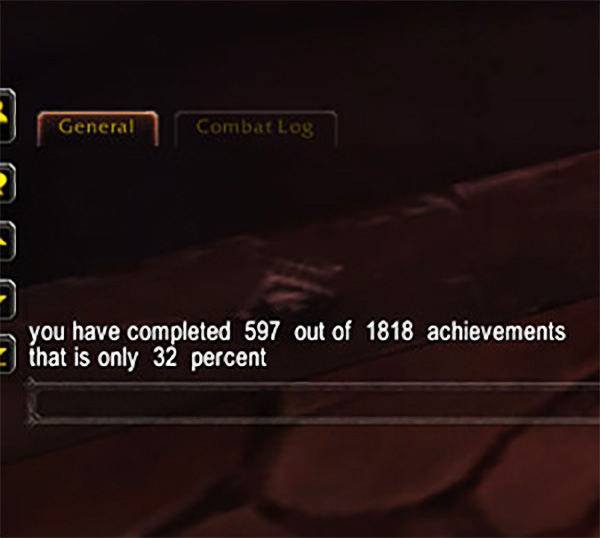 General Combat Log
you have completed 597 out of 1818 achievements
that is only 32 percent